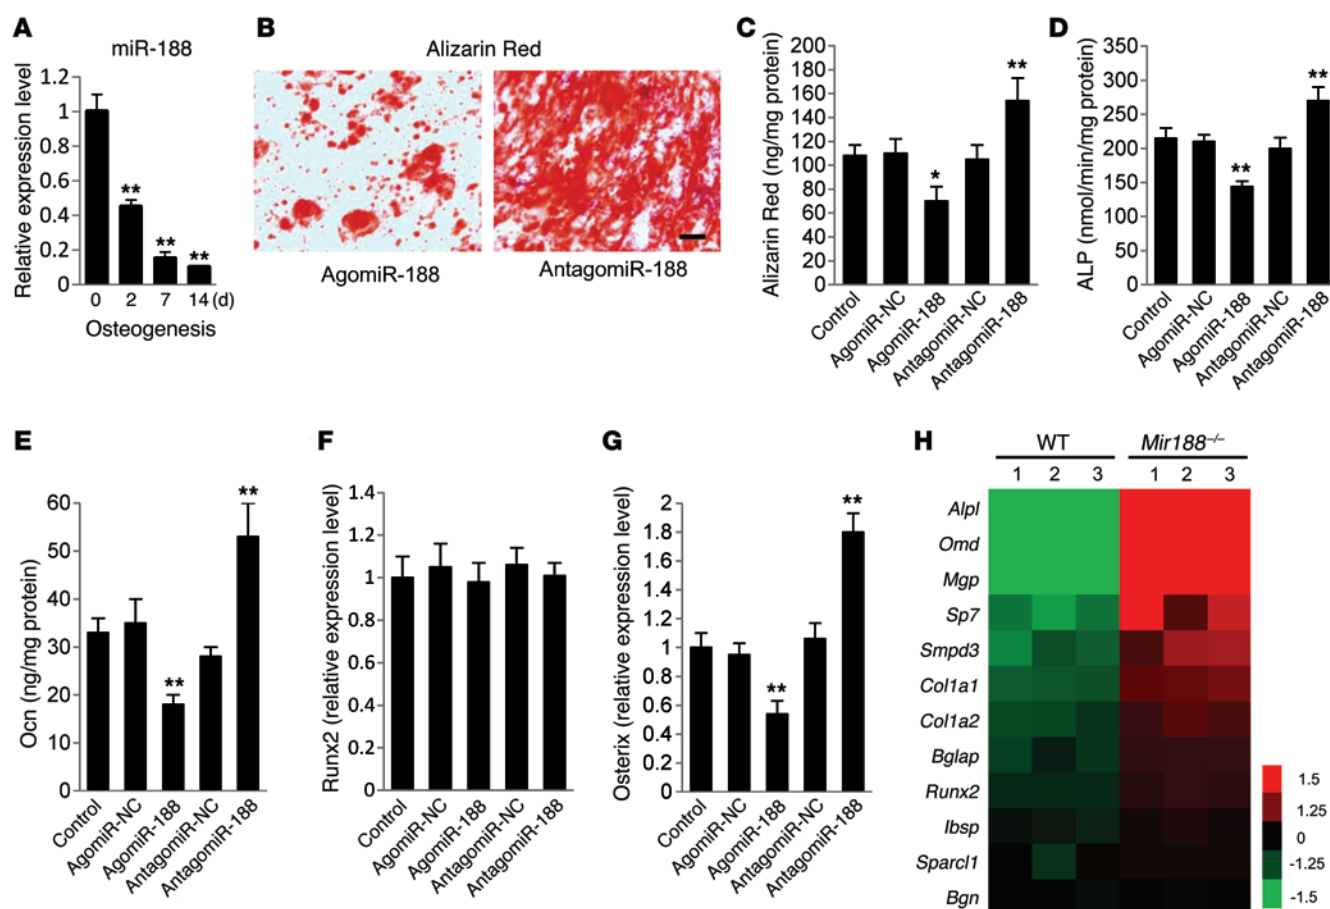 A
miR-188
Relative expression level
1.2
1
0.8
0.6
0.4
0.2
0
**
**
**
0 2 7 14 (d)
Osteogenesis
B
Alizarin Red
AgomiR-188
AntagomiR-188
C
Alizarin Red (ng/mg protein)
200
180
160
140
120
100
80
60
40
20
0
*
**
Control
AgomiR-NC
AgomiR-188
AntagomiR-NC
AntagomiR-188
D
ALP (nmol/min/mg protein)
350
300
250
200
150
100
50
0
**
**
Control
AgomiR-NC
AgomiR-188
AntagomiR-NC
AntagomiR-188
E
Ocn (ng/mg protein)
60
50
40
30
20
10
0
**
**
Control
AgomiR-NC
AgomiR-188
AntagomiR-NC
AntagomiR-188
F
Runx2 (relative expression level)
1.4
1.2
1
0.8
0.6
0.4
0.2
0
Control
AgomiR-NC
AgomiR-188
AntagomiR-NC
AntagomiR-188
G
Osterix (relative expression level)
2
1.8
1.6
1.4
1.2
1
0.8
0.6
0.4
0.2
0
**
**
Control
AgomiR-NC
AgomiR-188
AntagomiR-NC
AntagomiR-188
H
WT Mir188–/–
1 2 3 1 2 3
Alpl
Omd
Mgp
Sp7
Smpd3
Col1a1
Col1a2
Bglap
Runx2
Ibsp
Sparcl1
Bgn
1.5
1.25
0
-1.25
-1.5